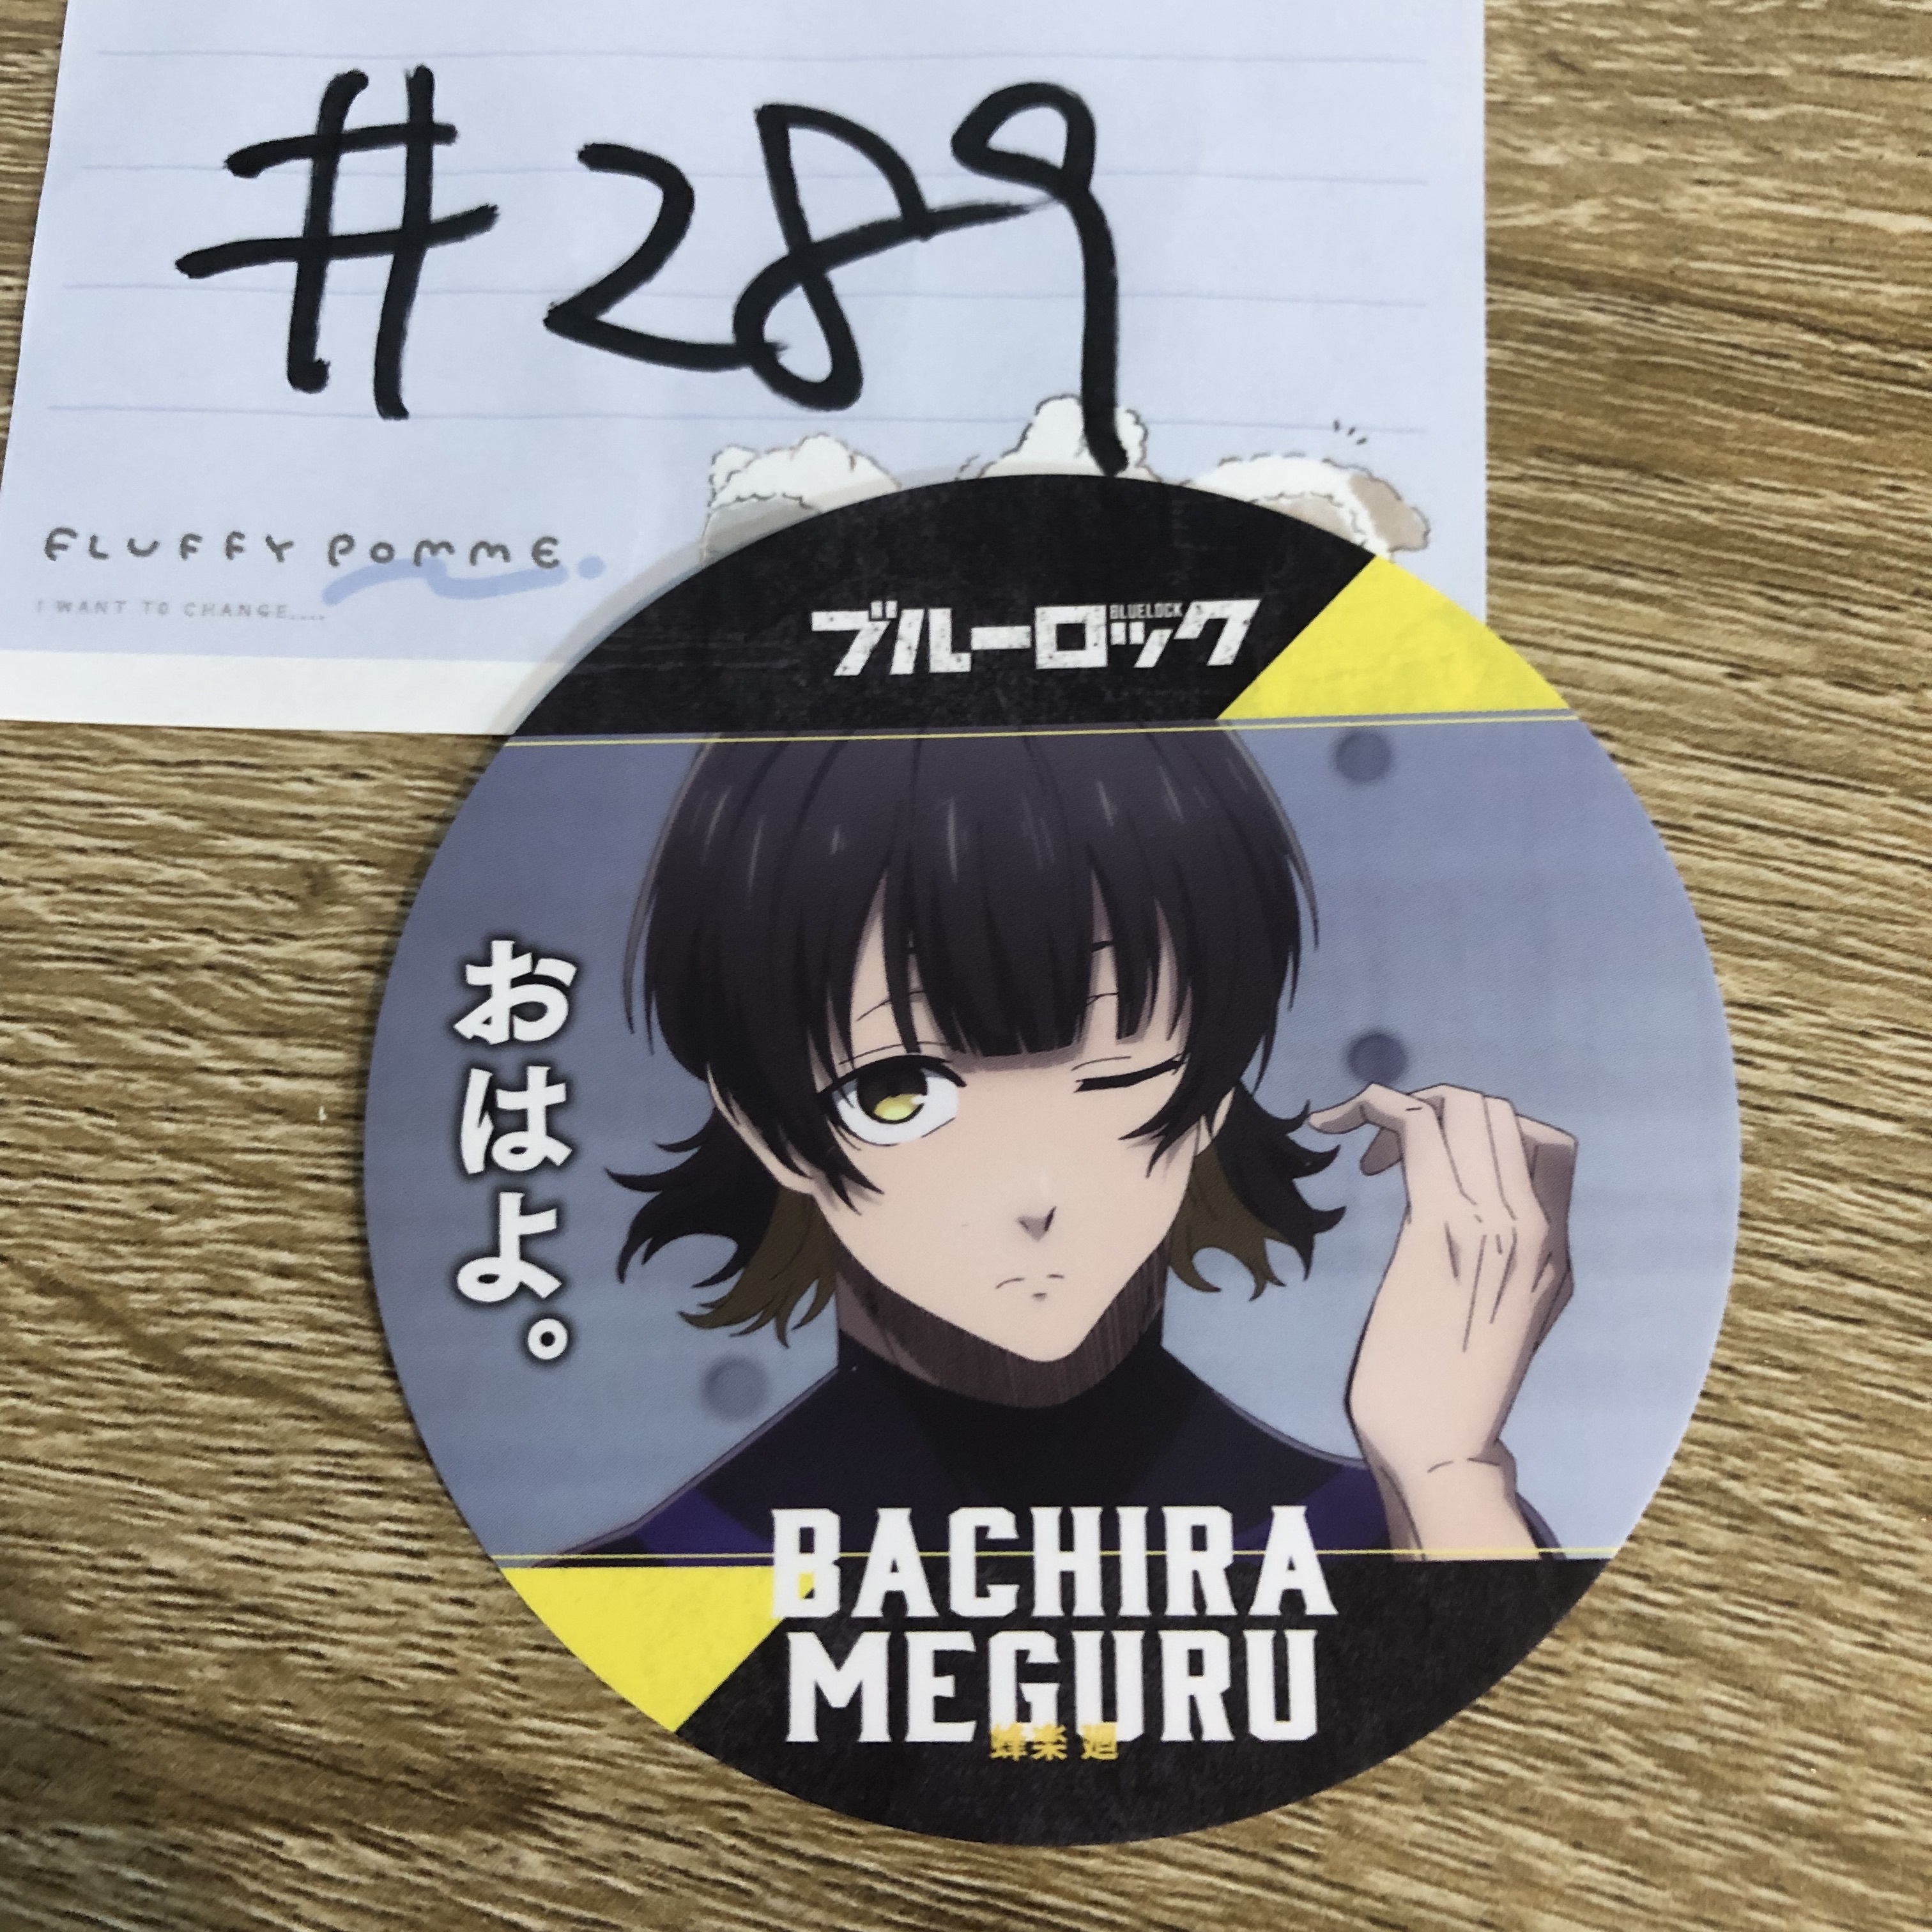 #289
FLUFFY POMME.
I WANT TO CHANGE....
ブルーロック
BLUELOCK
おはよ。
BACHIRA
MEGURU
蜂楽 廻